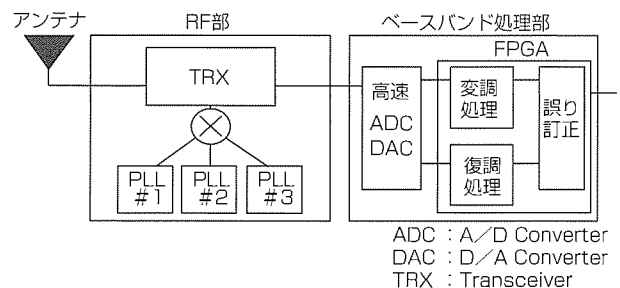 アンテナ
RF部
ベースバンド処理部
FPGA
TRX
高速
ADC
DAC
変調
処理
誤り
訂正
復調
処理
PLL
#1
PLL
#2
PLL
#3
ADC:A/D Converter
DAC:D/A Converter
TRX:Transceiver